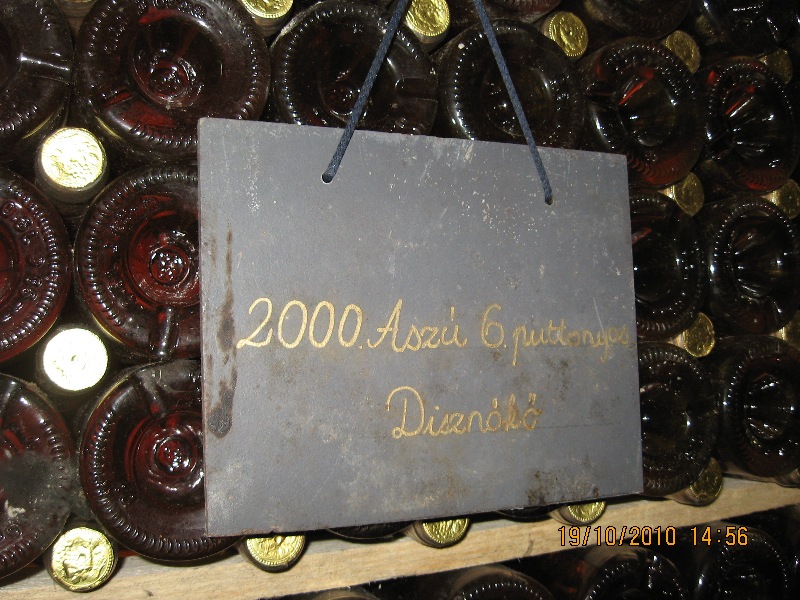 2000. Aszú 6. puttonyos
Disznókő
19/10/2010 14:56